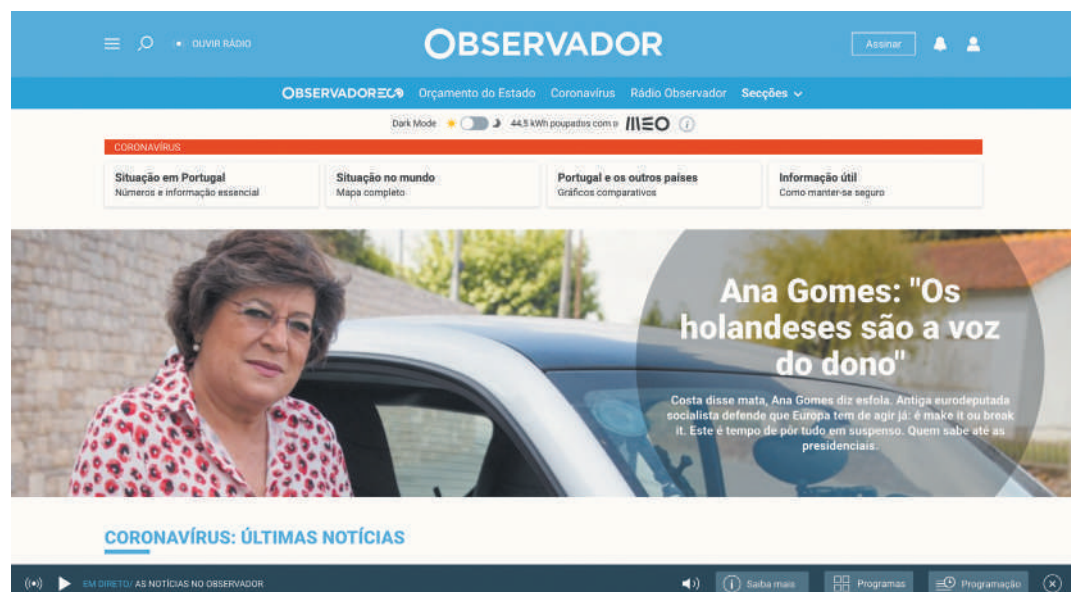 OUVIR RÁDIO
OBSERVADOR
Assinar
OBSERVADOR ECO Orçamento do Estado Coronavírus Rádio Observador Secções
Dark Mode 44,5 kWh poupados com o MEO i
CORONAVÍRUS
Situação em Portugal
Números e informação essencial
Situação no mundo
Mapa completo
Portugal e os outros países
Gráficos comparativos
Informação útil
Como manter-se seguro
Ana Gomes: "Os
holandeses são a voz
do dono"
Costa disse mata, Ana Gomes diz esfola. Antiga eurodeputada
socialista defende que Europa tem de agir já: é make it ou break
it. Este é tempo de pôr tudo em suspenso. Quem sabe até as
presidenciais.
CORONAVÍRUS: ÚLTIMAS NOTÍCIAS
EM DIRETO/ AS NOTÍCIAS NO OBSERVADOR
i Saiba mais
Programas
Programação